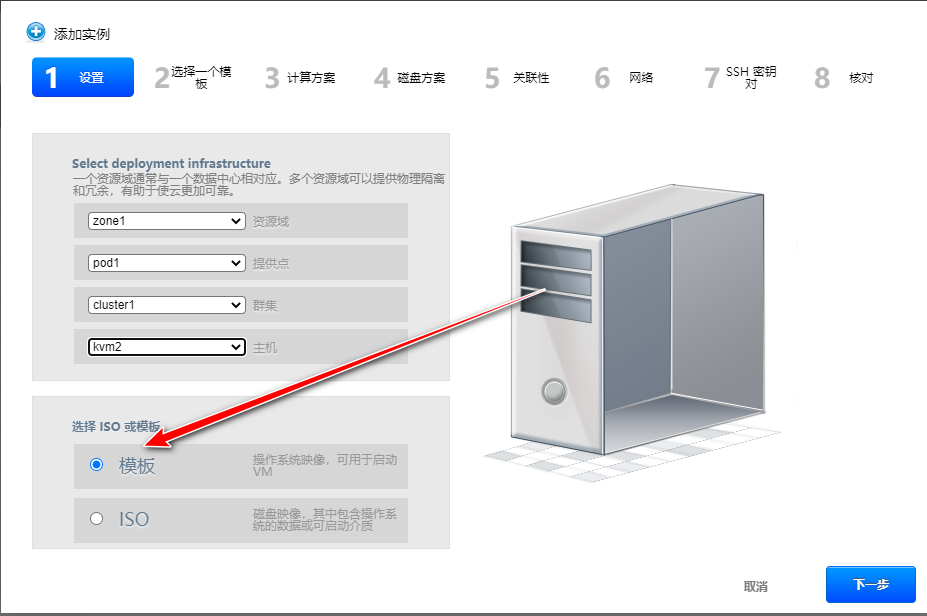 添加实例
1 设置
2 选择一个模
板
3 计算方案
4 磁盘方案
5 关联性
6 网络
7 SSH 密钥
对
8 核对
Select deployment infrastructure
一个资源域通常与一个数据中心相对应。多个资源域可以提供物理隔离
和冗余，有助于使云更加可靠。
zone1 资源域
pod1 提供点
cluster1 群集
kvm2 主机
选择 ISO 或模板
模板
操作系统映像，可用于启动
VM
ISO
磁盘映像，其中包含操作系
统的数据或可启动介质
取消
下一步